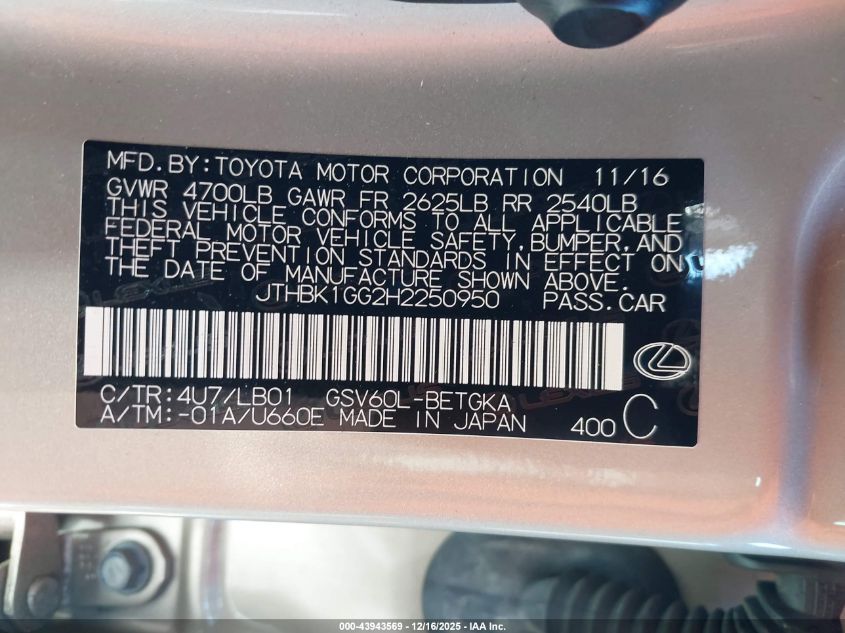 MFD.BY:TOYOTA MOTOR CORPORATION 11/16
GVWR 4700LB GAWR FR 2625LB RR 2540LB
THIS VEHICLE CONFORMS TO ALL APPLICABLE
FEDERAL MOTOR VEHICLE SAFETY,BUMPER,AND
THEFT PREVENTION STANDARDS IN EFFECT ON
THE DATE OF MANUFACTURE SHOWN ABOVE.
JTHBK1GG2H2250950 PASS.CAR
C/TR:4U7/LB01 GSV60L-BETGKA
A/TM:-01A/U660E MADE IN JAPAN 400 C
000-43943569 - 12/16/2025 - IAA Inc.